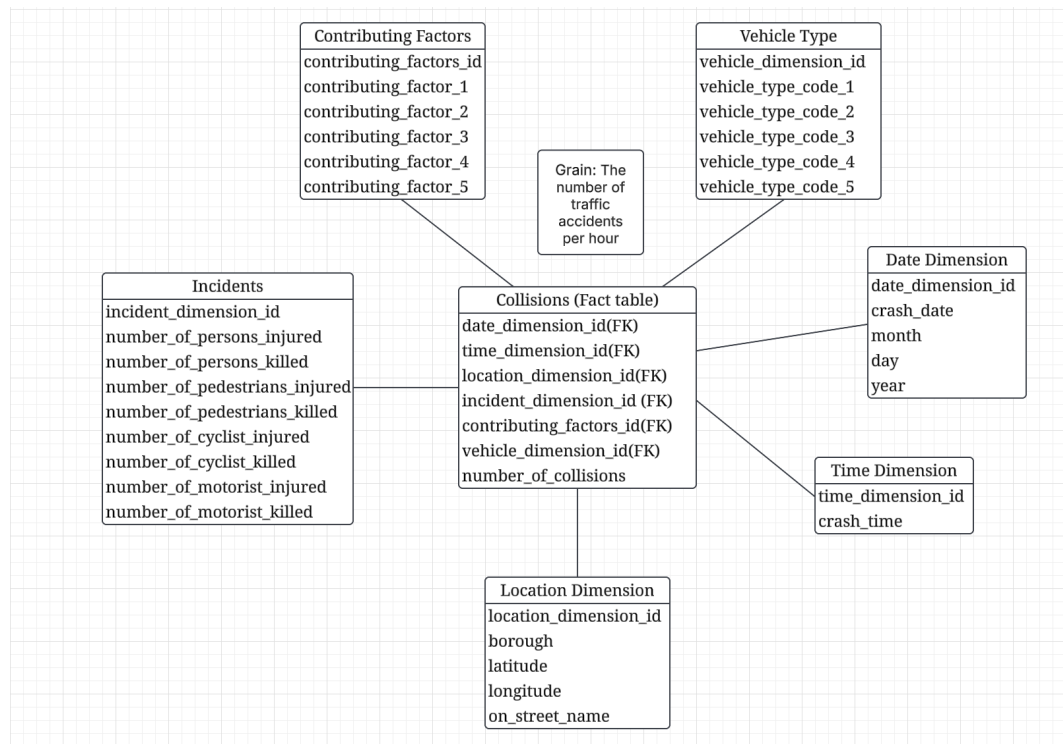 Contributing Factors
contributing_factors_id
contributing_factor_1
contributing_factor_2
contributing_factor_3
contributing_factor_4
contributing_factor_5
Vehicle Type
vehicle_dimension_id
vehicle_type_code_1
vehicle_type_code_2
vehicle_type_code_3
vehicle_type_code_4
vehicle_type_code_5
Grain: The
number of
traffic
accidents
per hour
Incidents
incident_dimension_id
number_of_persons_injured
number_of_persons_killed
number_of_pedestrians_injured
number_of_pedestrians_killed
number_of_cyclist_injured
number_of_cyclist_killed
number_of_motorist_injured
number_of_motorist_killed
Collisions (Fact table)
date_dimension_id(FK)
time_dimension_id(FK)
location_dimension_id(FK)
incident_dimension_id (FK)
contributing_factors_id(FK)
vehicle_dimension_id(FK)
number_of_collisions
Date Dimension
date_dimension_id
crash_date
month
day
year
Time Dimension
time_dimension_id
crash_time
Location Dimension
location_dimension_id
borough
latitude
longitude
on_street_name